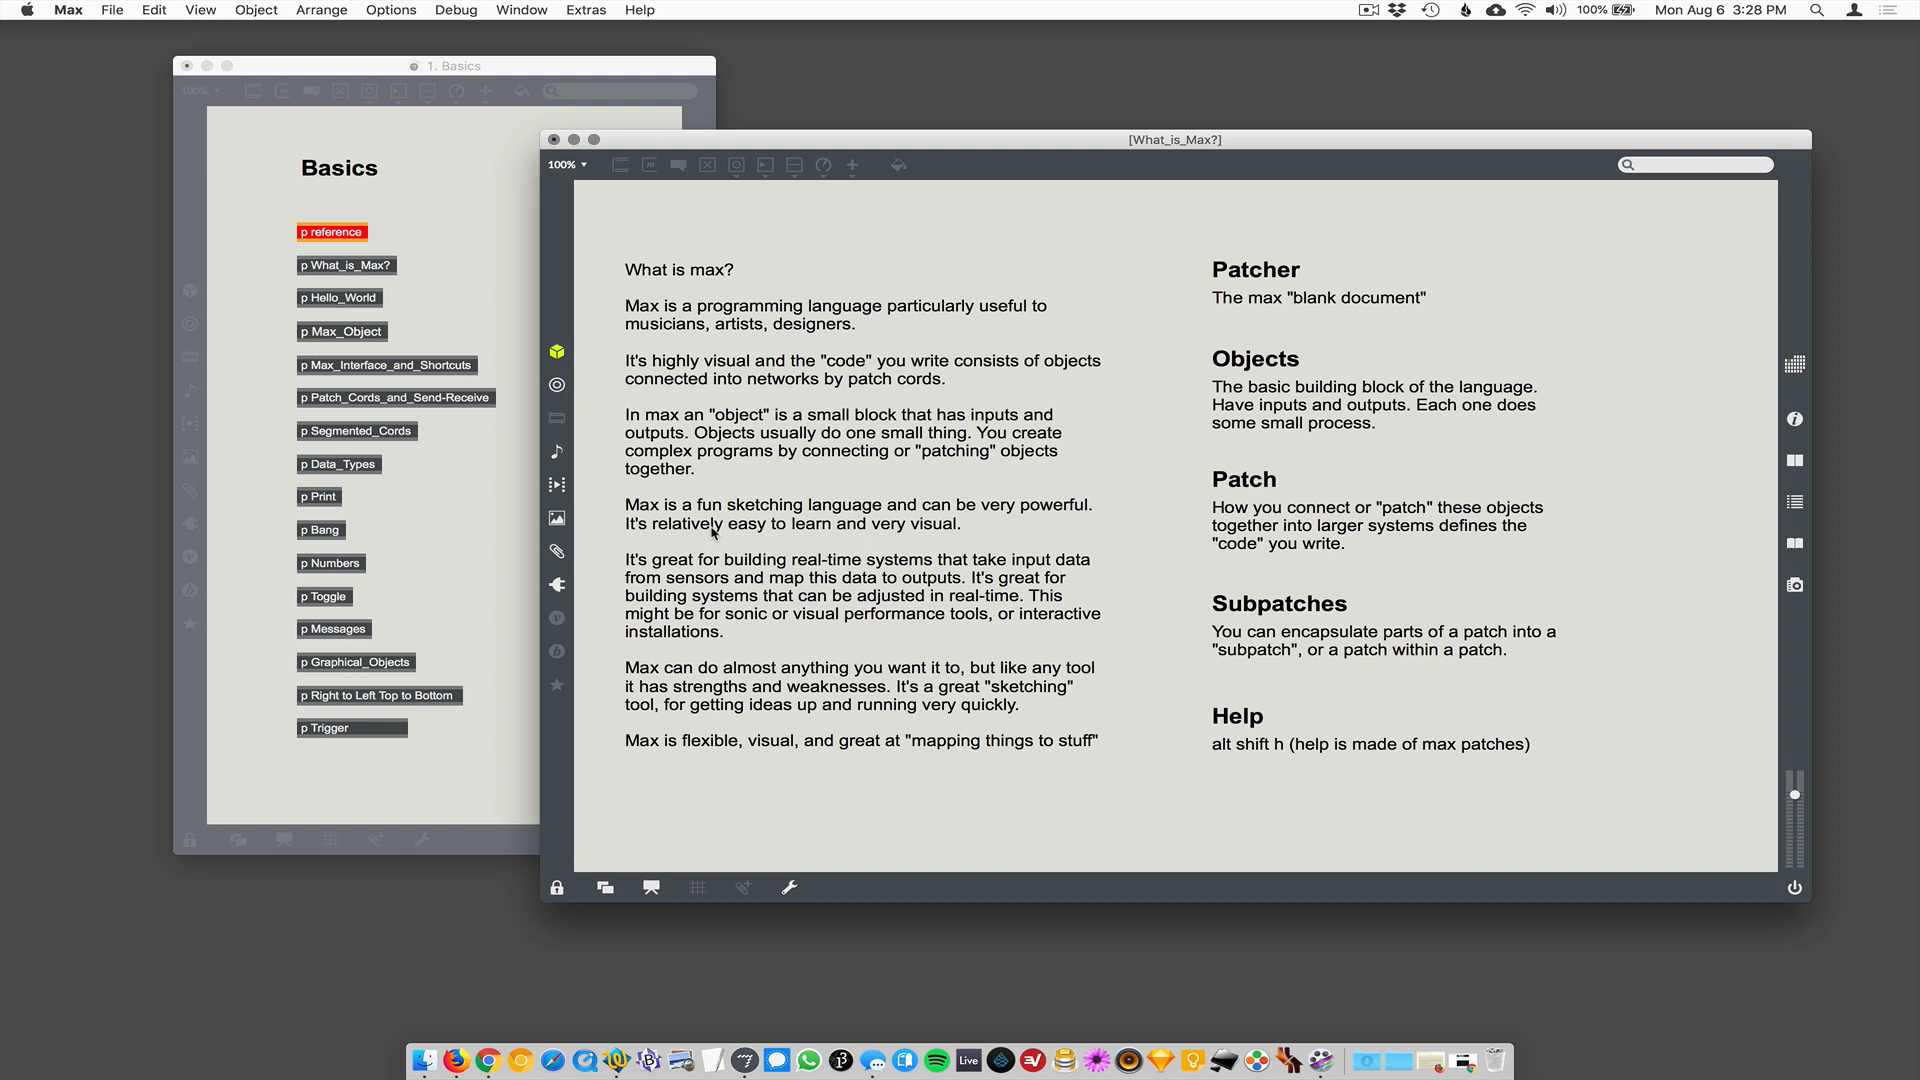 Max File Edit View Object Arrange Options Debug Window Extras Help
100% Mon Aug 6 3:28 PM
1. Basics
100%
Basics
p reference
p What_is_Max?
p Hello_World
p Max_Object
p Max_Interface_and_Shortcuts
p Patch_Cords_and_Send-Receive
p Segmented_Cords
p Data_Types
p Print
p Bang
p Numbers
p Toggle
p Messages
p Graphical_Objects
p Right to Left Top to Bottom
p Trigger
[What_is_Max?]
100%
What is max?
Max is a programming language particularly useful to
musicians, artists, designers.
It's highly visual and the "code" you write consists of objects
connected into networks by patch cords.
In max an "object" is a small block that has inputs and
outputs. Objects usually do one small thing. You create
complex programs by connecting or "patching" objects
together.
Max is a fun sketching language and can be very powerful.
It's relatively easy to learn and very visual.
It's great for building real-time systems that take input data
from sensors and map this data to outputs. It's great for
building systems that can be adjusted in real-time. This
might be for sonic or visual performance tools, or interactive
installations.
Max can do almost anything you want it to, but like any tool
it has strengths and weaknesses. It's a great "sketching"
tool, for getting ideas up and running very quickly.
Max is flexible, visual, and great at "mapping things to stuff"
Patcher
The max "blank document"
Objects
The basic building block of the language.
Have inputs and outputs. Each one does
some small process.
Patch
How you connect or "patch" these objects
together into larger systems defines the
"code" you write.
Subpatches
You can encapsulate parts of a patch into a
"subpatch", or a patch within a patch.
Help
alt shift h (help is made of max patches)
Live